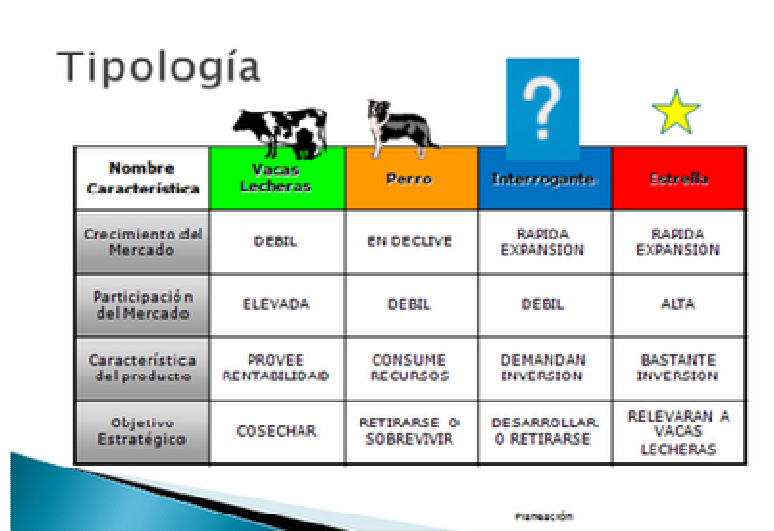 Tipología
?
Nombre
Característica
Vacas
Lecheras
Perro
Interrogante
Estrella
Crecimiento del
Mercado
DEBIL
EN DECLIVE
RAPIDA
EXPANSION
RAPIDA
EXPANSION
Participación
del Mercado
ELEVADA
DEBIL
DEBIL
ALTA
Característica
del producto
PROVEE
RENTABILIDAD
CONSUME
RECURSOS
DEMANDAN
INVERSION
BASTANTE
INVERSION
Objetivo
Estratégico
COSECHAR
RETIRARSE O
SOBREVIVIR
DESARROLLAR
O RETIRARSE
RELEVARAN A
VACAS
LECHERAS
Planeación